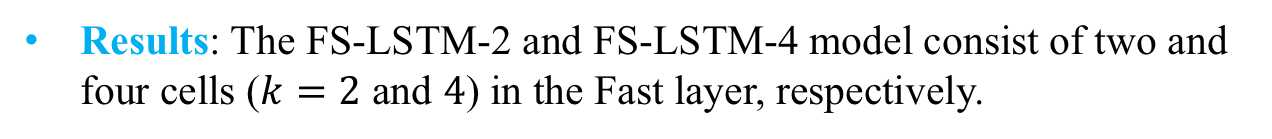 • Results: The FS-LSTM-2 and FS-LSTM-4 model consist of two and
four cells (k = 2 and 4) in the Fast layer, respectively.